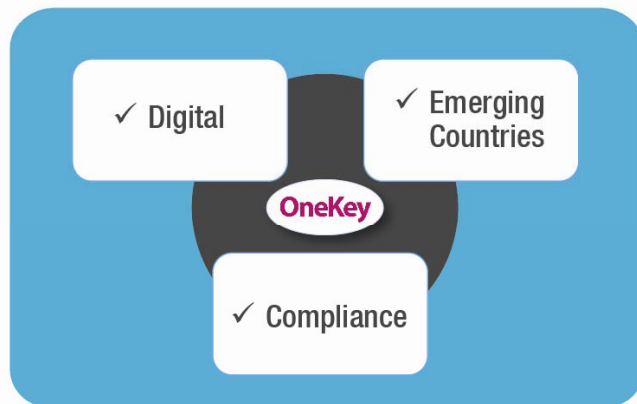 ✓ Digital
✓ Emerging
Countries
OneKey
✓ Compliance